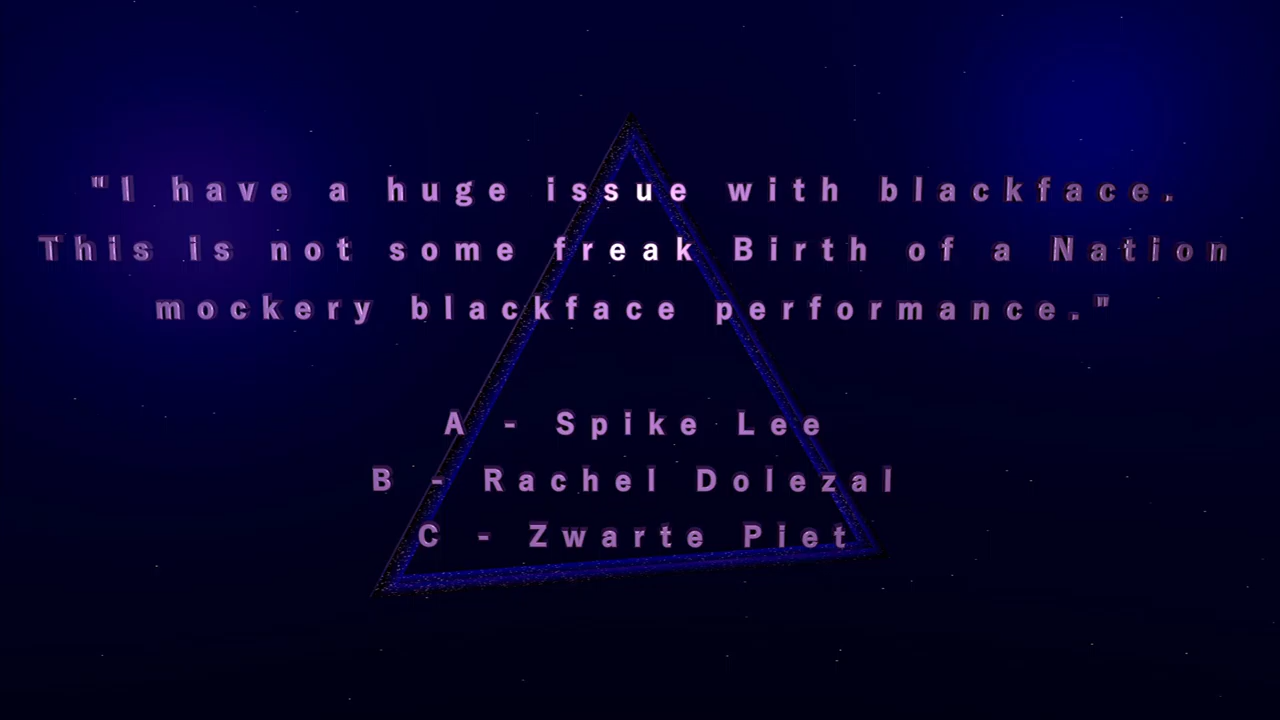 "I have a huge issue with blackface.
This is not some freak Birth of a Nation
mockery blackface performance."
A - Spike Lee
B - Rachel Dolezal
C - Zwarte Piet